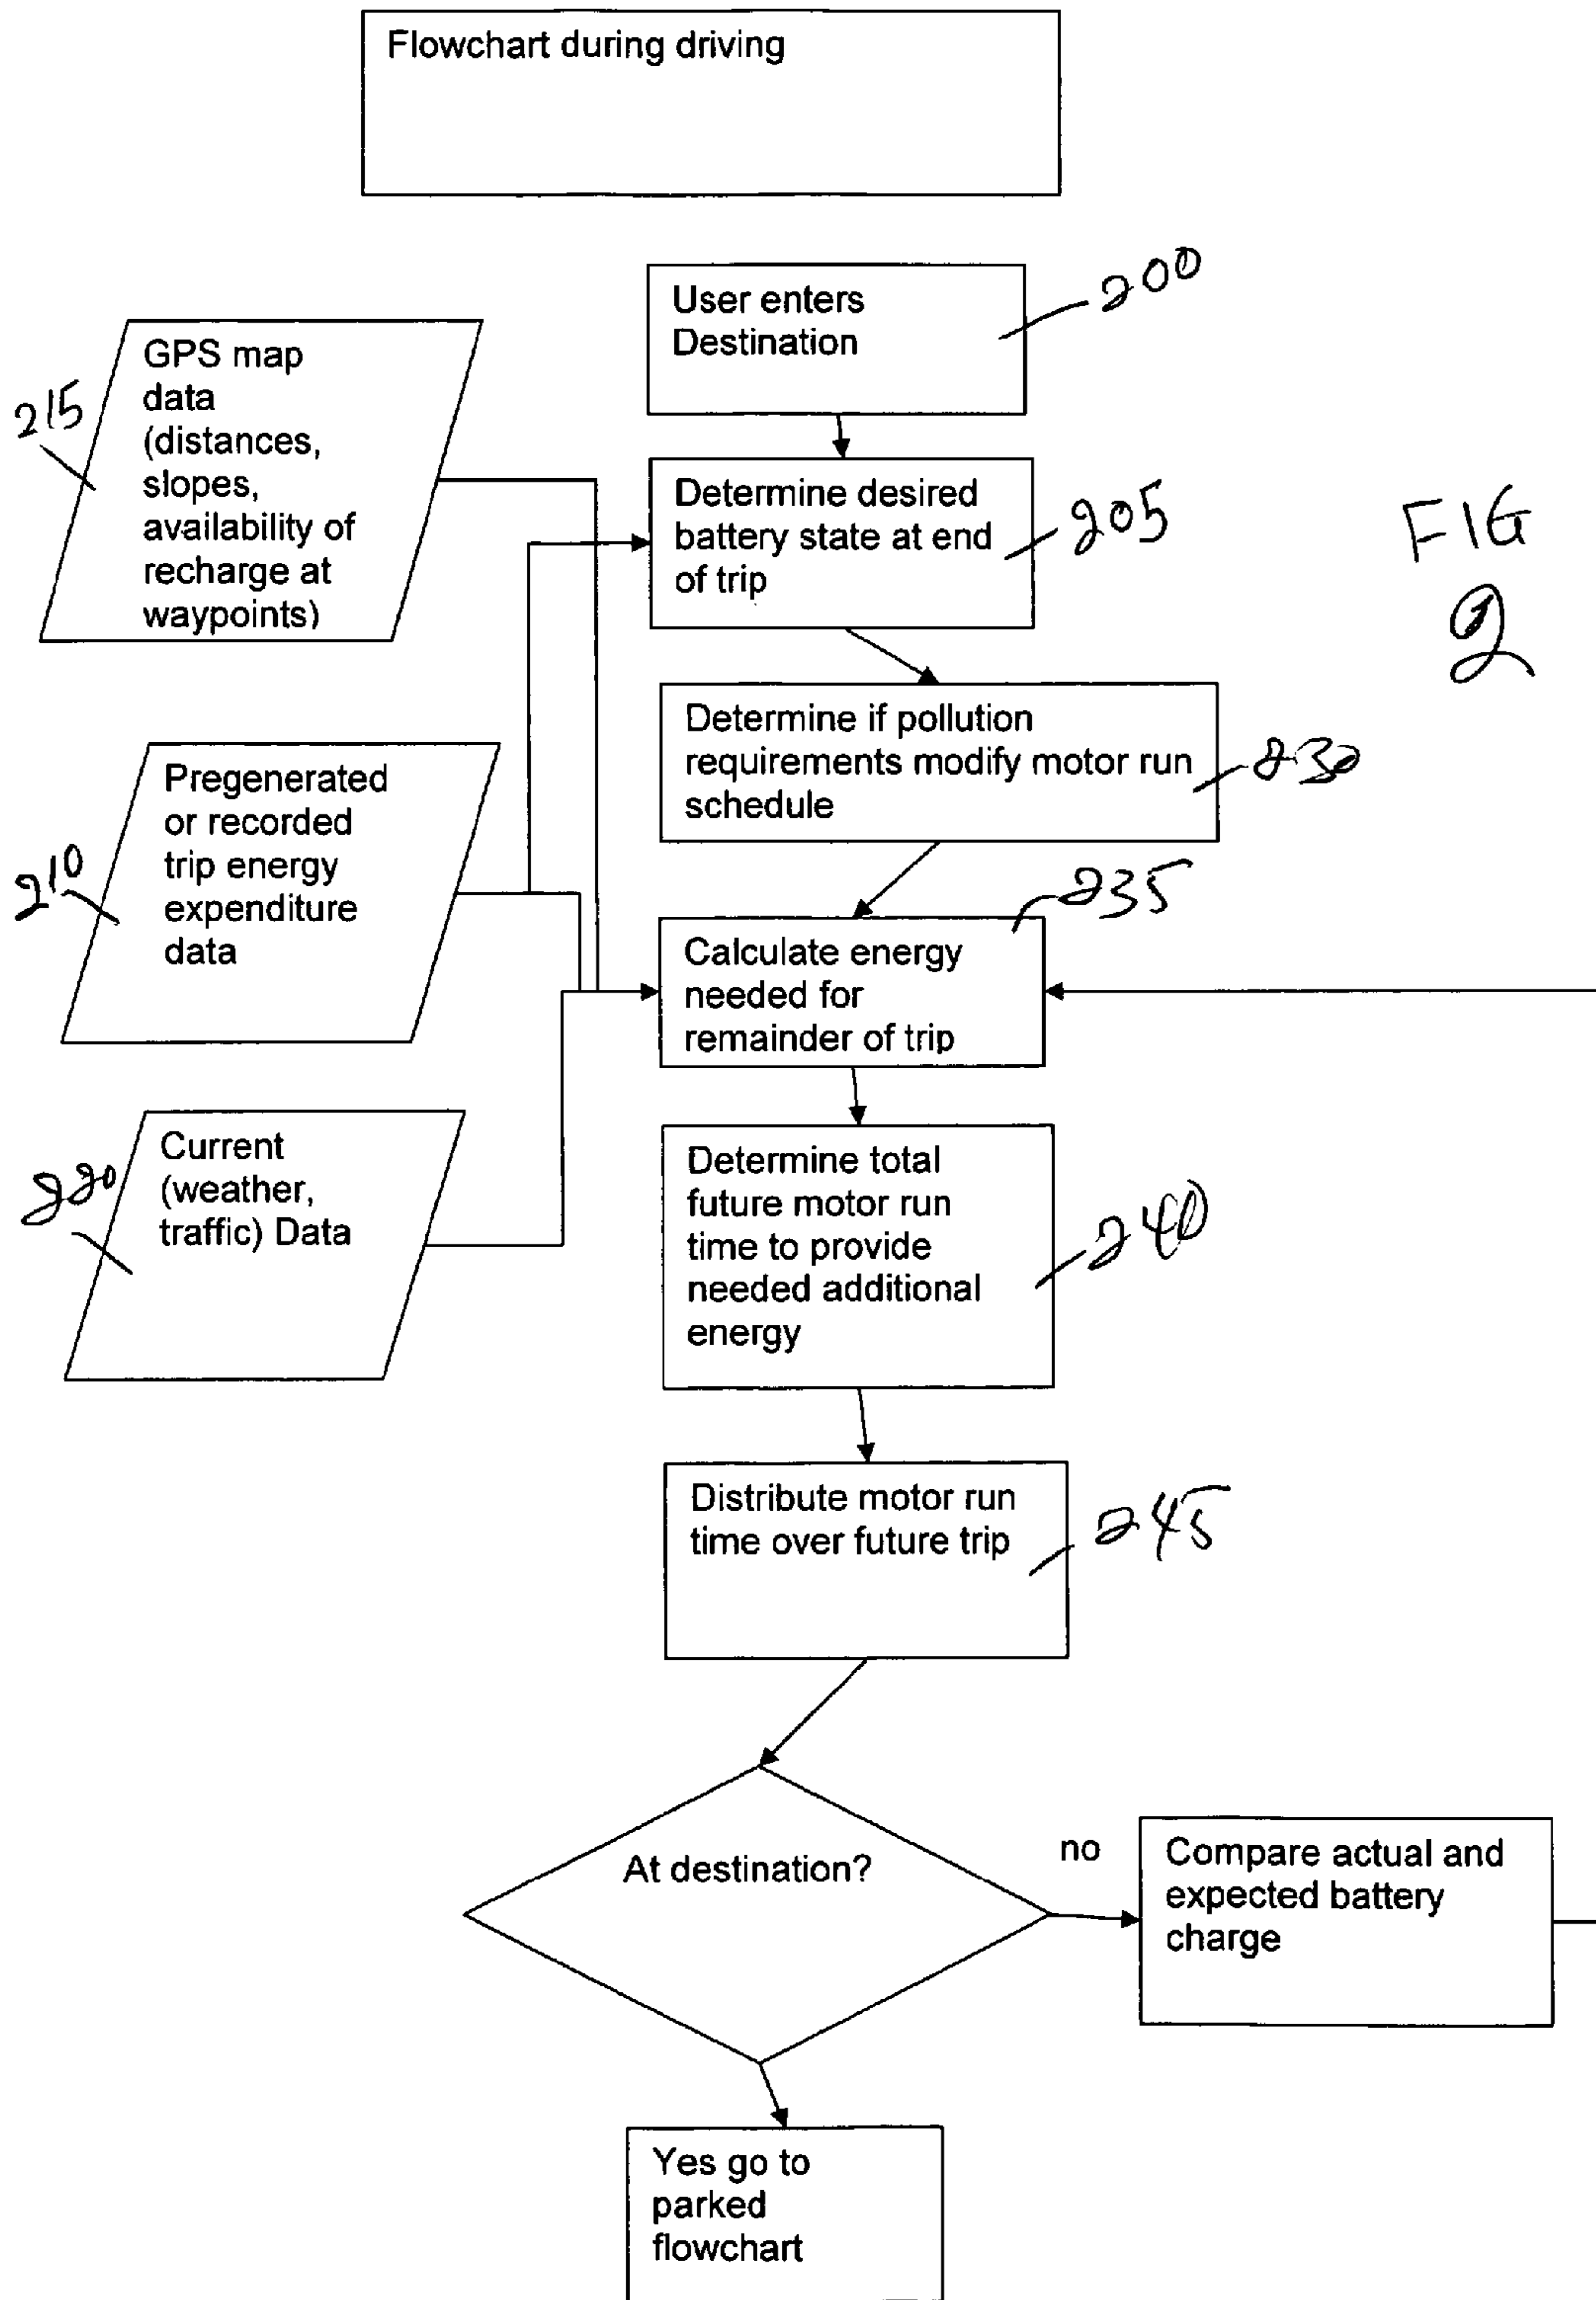 Flowchart during driving
User enters
Destination
200
GPS map
data
(distances,
slopes,
availability of
recharge at
waypoints)
215
Determine desired
battery state at end
of trip
205
FIG
2
Determine if pollution
requirements modify motor run
schedule
230
Pregenerated
or recorded
trip energy
expenditure
data
210
Calculate energy
needed for
remainder of trip
235
Current
(weather,
traffic) Data
220
Determine total
future motor run
time to provide
needed additional
energy
240
Distribute motor run
time over future trip
245
At destination?
no
Compare actual and
expected battery
charge
Yes go to
parked
flowchart